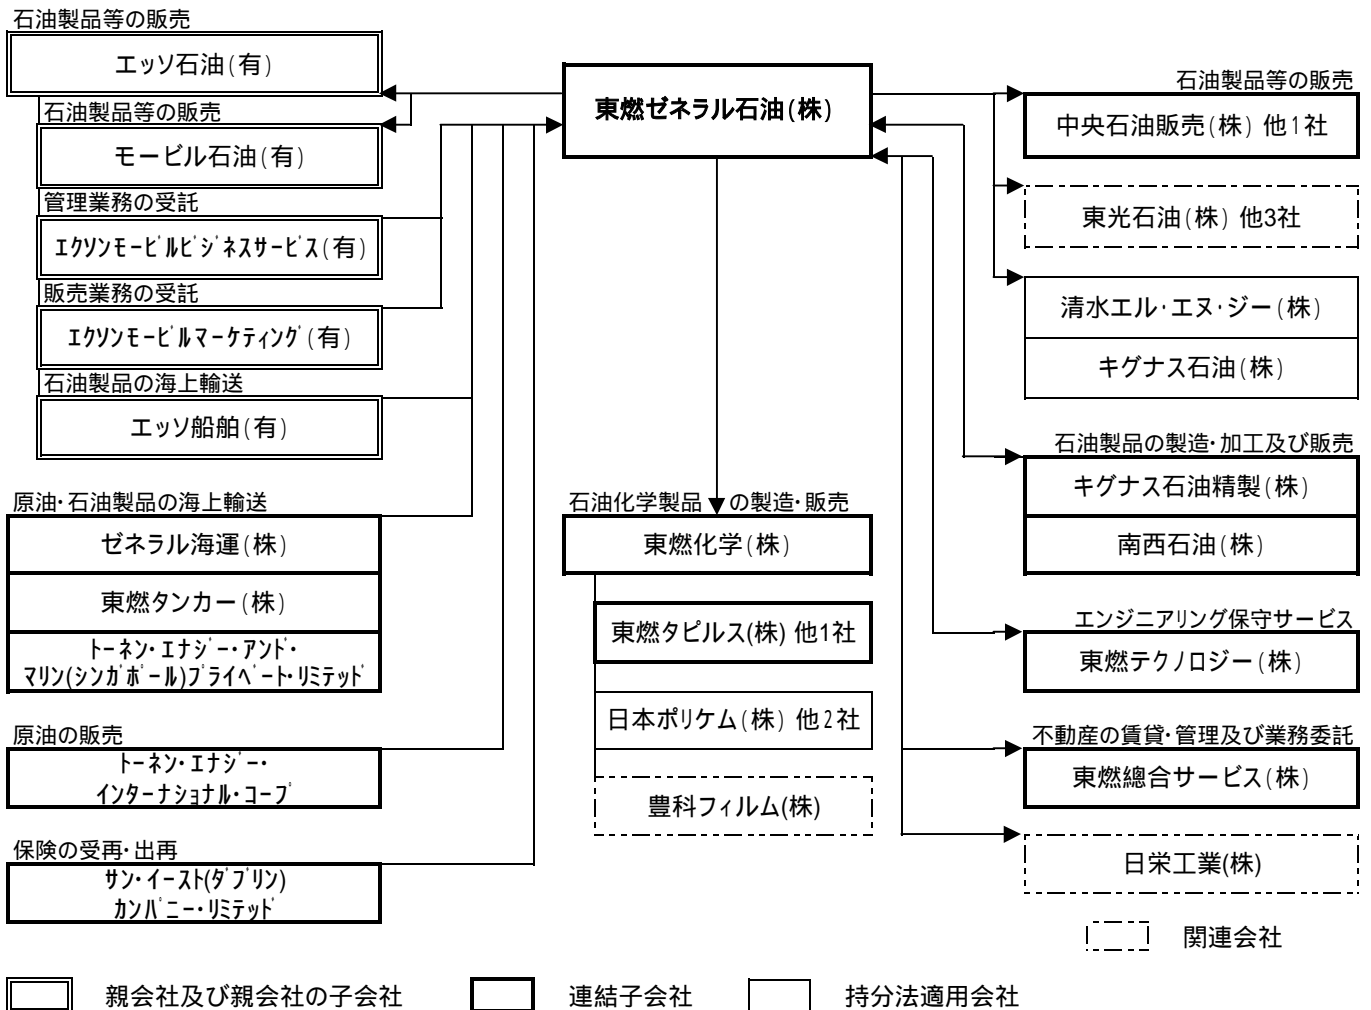 石油製品等の販売
エッソ石油(有)
石油製品等の販売
モービル石油(有)
管理業務の受託
ｴｸｿﾝﾓｰﾋﾞﾙﾋﾞｼﾞﾈｽｻｰﾋﾞｽ(有)
販売業務の受託
ｴｸｿﾝﾓｰﾋﾞﾙﾏｰｹﾃｨﾝｸﾞ(有)
石油製品の海上輸送
エッソ船舶(有)
原油・石油製品の海上輸送
ゼネラル海運(株)
東燃タンカー(株)
ﾄｰﾈﾝ･ｴﾅｼﾞｰ･ｱﾝﾄﾞ･
ﾏﾘﾝ(ｼﾝｶﾞﾎﾟｰﾙ)ﾌﾟﾗｲﾍﾞｰﾄ･ﾘﾐﾃｯﾄﾞ
原油の販売
ﾄｰﾈﾝ･ｴﾅｼﾞｰ･
ｲﾝﾀｰﾅｼｮﾅﾙ･ｺｰﾌﾟ
保険の受再・出再
ｻﾝ･ｲｰｽﾄ(ﾀﾞﾌﾞﾘﾝ)
ｶﾝﾊﾟﾆｰ･ﾘﾐﾃｯﾄﾞ
東燃ゼネラル石油(株)
石油化学製品の製造・販売
東燃化学(株)
東燃タピルス(株) 他1社
日本ポリケム(株) 他2社
豊科フィルム(株)
石油製品等の販売
中央石油販売(株) 他1社
東光石油(株) 他3社
清水エル・エヌ・ジー(株)
キグナス石油(株)
石油製品の製造・加工及び販売
キグナス石油精製(株)
南西石油(株)
エンジニアリング保守サービス
東燃テクノロジー(株)
不動産の賃貸・管理及び業務委託
東燃總合サービス(株)
日栄工業(株)
関連会社
親会社及び親会社の子会社
連結子会社
持分法適用会社